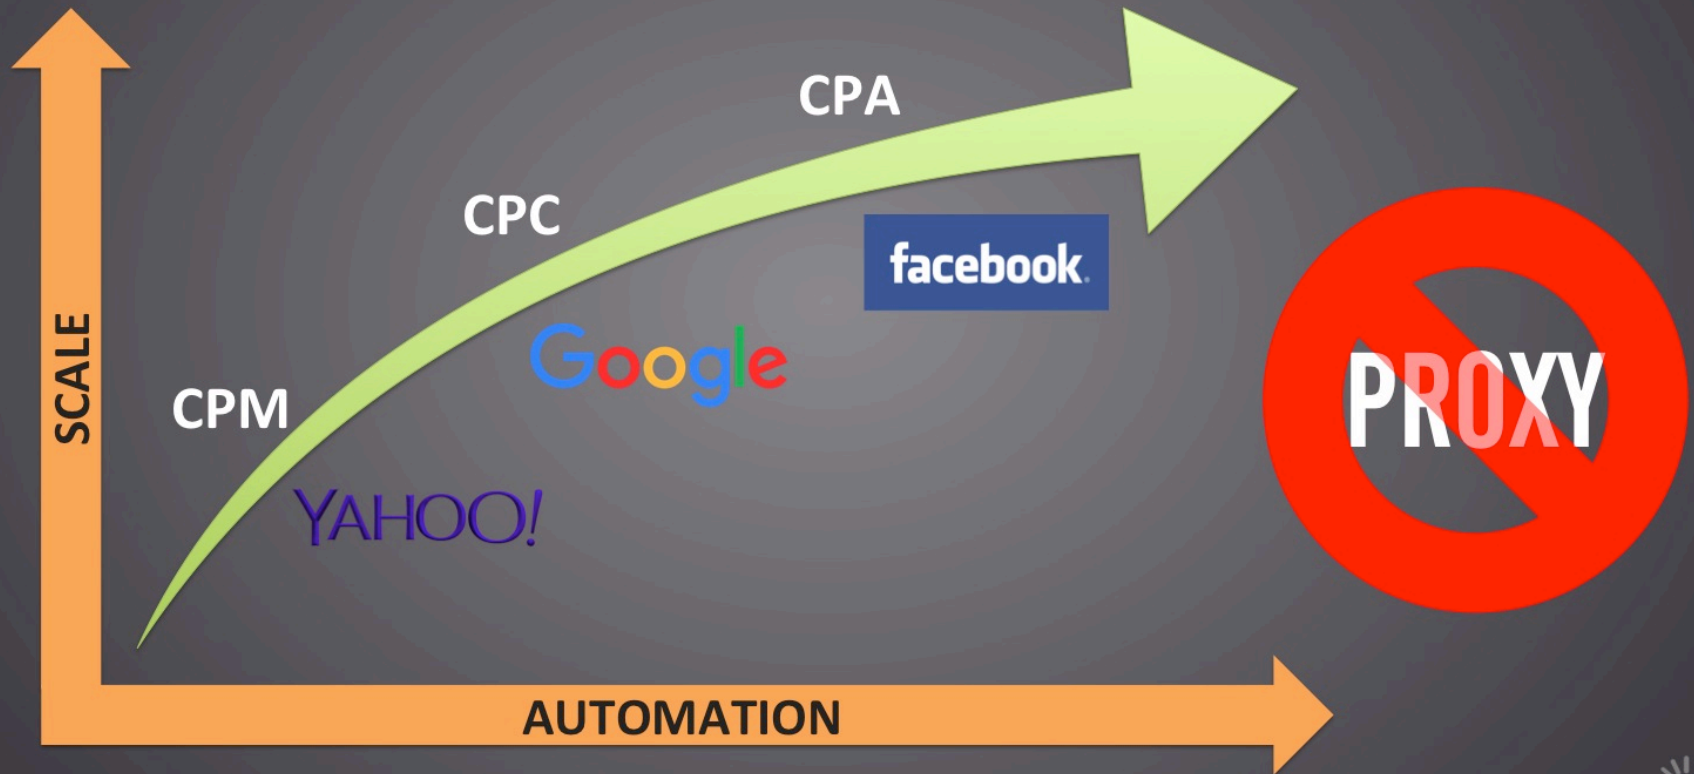 CPA
CPC
facebook.
Google
SCALE
PROXY
CPM
YAHOO!
AUTOMATION